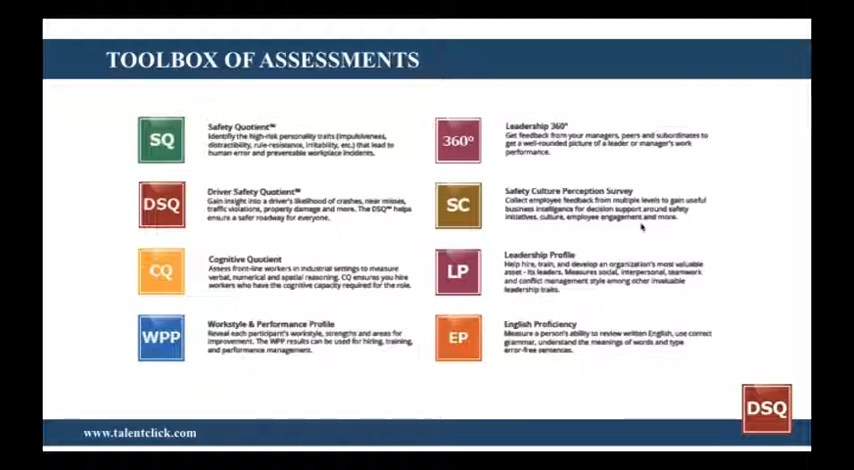 TOOLBOX OF ASSESSMENTS
SQ
Safety Quotient™
Identify the high-risk personality traits (impulsiveness,
distractibility, rule-resistance, irritability, etc.) that lead to
human error and preventable workplace incidents.
DSQ
Driver Safety Quotient™
Gain insight into a driver's likelihood of crashes, near misses,
traffic violations, property damage and more. The DSQ™ helps
ensure a safer roadway for everyone.
CQ
Cognitive Quotient
Assess front-line workers in industrial settings to measure
verbal, numerical and spatial reasoning. CQ ensures you hire
workers who have the cognitive capacity required for the role.
WPP
Workstyle & Performance Profile
Reveal each participant's workstyle, strengths and areas for
improvement. The WPP results can be used for hiring, training,
and performance management.
360°
Leadership 360°
Get feedback from your managers, peers and subordinates to
get a well-rounded picture of a leader or manager's work
performance.
SC
Safety Culture Perception Survey
Collect employee feedback from multiple levels to gain useful
business intelligence for decision support around safety
initiatives, culture, employee engagement and more.
LP
Leadership Profile
Help hire, train, and develop an organization's most valuable
asset - its leaders. Measures social, interpersonal, teamwork
and conflict management style among other invaluable
leadership traits.
EP
English Proficiency
Measure a person's ability to review written English, use correct
grammar, understand the meanings of words and type
error-free sentences.
www.talentclick.com
DSQ